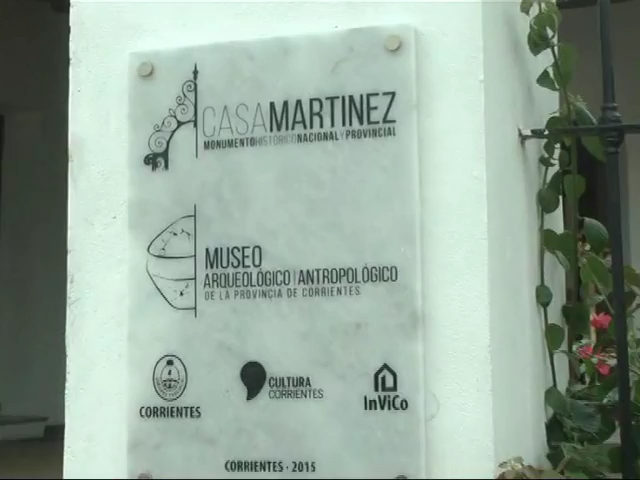 CASAMARTINEZ
MONUMENTOHISTÓRICONACIONALYPROVINCIAL
MUSEO
ARQUEOLÓGICO|ANTROPOLÓGICO
DE LA PROVINCIA DE CORRIENTES
CORRIENTES
CULTURA
CORRIENTES
InViCo
CORRIENTES · 2015